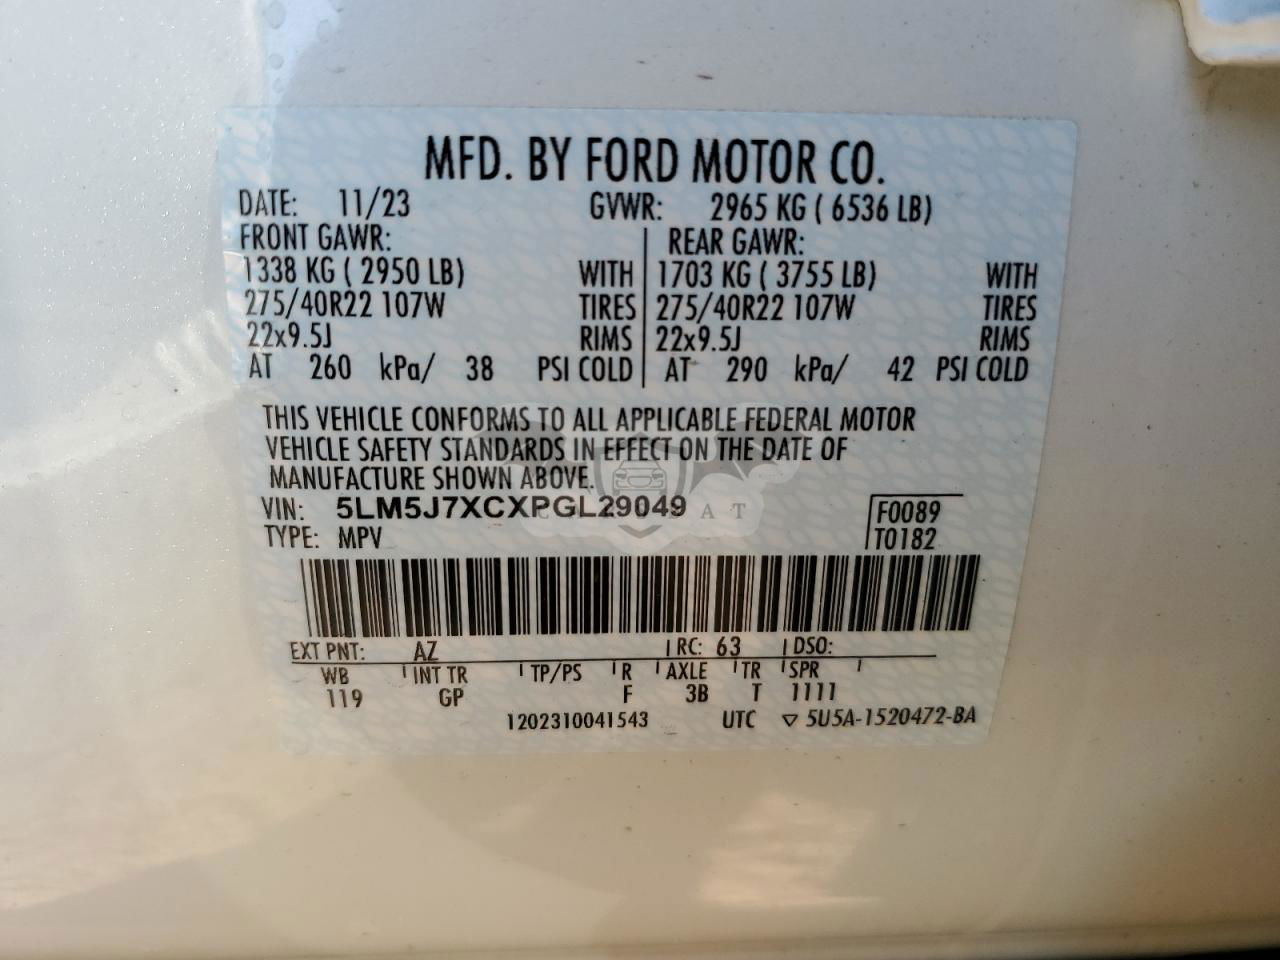 MFD. BY FORD MOTOR CO.
DATE: 11/23 GVWR: 2965 KG ( 6536 LB)
FRONT GAWR: REAR GAWR:
1338 KG ( 2950 LB) WITH 1703 KG ( 3755 LB) WITH
275/40R22 107W TIRES 275/40R22 107W TIRES
22x9.5J RIMS 22x9.5J RIMS
AT 260 kPa/ 38 PSI COLD AT 290 kPa/ 42 PSI COLD
THIS VEHICLE CONFORMS TO ALL APPLICABLE FEDERAL MOTOR
VEHICLE SAFETY STANDARDS IN EFFECT ON THE DATE OF
MANUFACTURE SHOWN ABOVE.
VIN: 5LM5J7XCXPGL29049 F0089
TYPE: MPV T0182
EXT PNT: AZ RC: 63 DSO:
WB INT TR TP/PS R AXLE TR SPR
119 GP F 3B T 1111
1202310041543 UTC ▽ 5U5A-1520472-BA